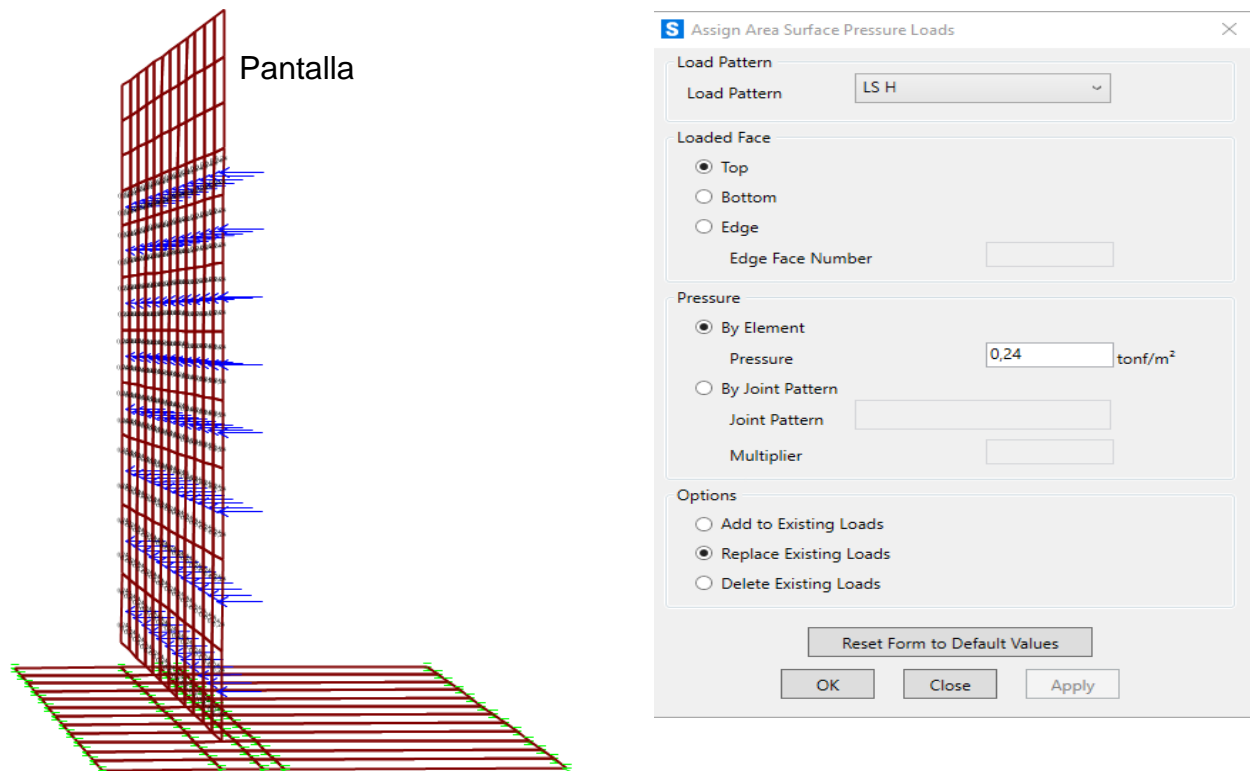 Pantalla
S Assign Area Surface Pressure Loads
Load Pattern
Load Pattern LS H
Loaded Face
Top
Bottom
Edge
Edge Face Number
Pressure
By Element
Pressure 0,24 tonf/m²
By Joint Pattern
Joint Pattern
Multiplier
Options
Add to Existing Loads
Replace Existing Loads
Delete Existing Loads
Reset Form to Default Values
OK Close Apply